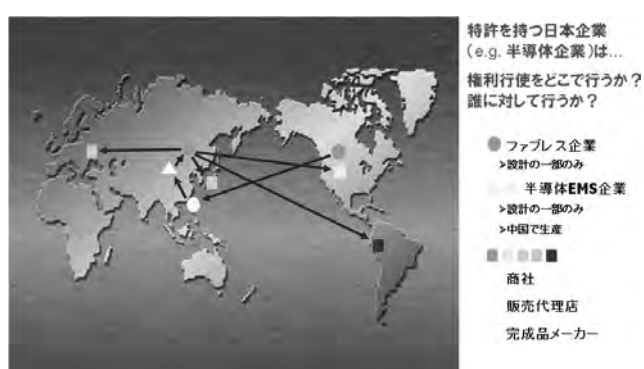 特許を持つ日本企業
(e.g. 半導体企業)は…
権利行使をどこで行うか?
誰に対して行うか?
ファブレス企業
>設計の一部のみ
半導体EMS企業
>設計の一部のみ
>中国で生産
商社
販売代理店
完成品メーカー